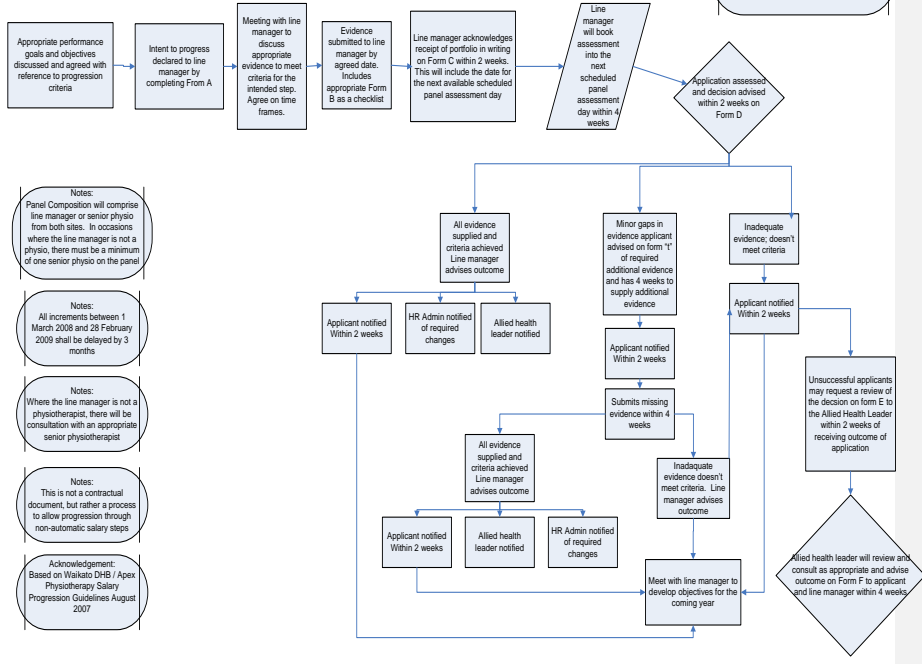 Appropriate performance
goals and objectives
discussed and agreed with
reference to progression
criteria
Intent to progress
declared to line
manager by
completing From A
Meeting with line
manager to
discuss
appropriate
evidence to meet
criteria for the
intended step.
Agree on time
frames.
Evidence
submitted to line
manager by
agreed date.
Includes
appropriate Form
B as a checklist
Line manager acknowledges
receipt of portfolio in writing
on Form C within 2 weeks.
This will include the date for
the next available scheduled
panel assessment day
Line
manager
will book
assessment
into the
next
scheduled
panel
assessment
day within 4
weeks
Application assessed
and decision advised
within 2 weeks on
Form D
Notes:
Panel Composition will comprise
line manager or senior physio
from both sites. In occasions
where the line manager is not a
physio, there must be a minimum
of one senior physio on the panel
Notes:
All increments between 1
March 2008 and 28 February
2009 shall be delayed by 3
months
Notes:
Where the line manager is not a
physiotherapist, there will be
consultation with an appropriate
senior physiotherapist
Notes:
This is not a contractual
document, but rather a process
to allow progression through
non-automatic salary steps
Acknowledgement:
Based on Waikato DHB / Apex
Physiotherapy Salary
Progression Guidelines August
2007
All evidence
supplied and
criteria achieved
Line manager
advises outcome
Applicant notified
Within 2 weeks
HR Admin notified
of required
changes
Allied health
leader notified
Minor gaps in
evidence applicant
advised on form “t”
of required
additional evidence
and has 4 weeks to
supply additional
evidence
Applicant notified
Within 2 weeks
Submits missing
evidence within 4
weeks
All evidence
supplied and
criteria achieved
Line manager
advises outcome
Applicant notified
Within 2 weeks
Allied health
leader notified
HR Admin notified
of required
changes
Inadaquate
evidence doesn't
meet criteria. Line
manager advises
outcome
Meet with line manager to
develop objectives for the
coming year
Inadequate
evidence; doesn't
meet criteria
Applicant notified
Within 2 weeks
Unsuccessful applicants
may request a review of
the decsion on form E to
the Allied Health Leader
within 2 weeks of
receiving outcome of
application
Allied health leader will review and
consult as appropriate and advise
outcome on Form F to applicant
and line manager within 4 weeks